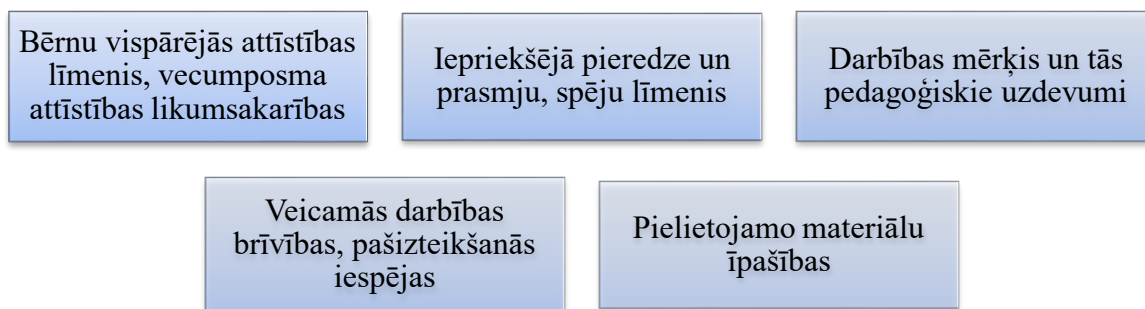 Bērnu vispārējās attīstības
līmenis, vecumposma
attīstības likumsakarības
Iepriekšējā pieredze un
prasmju, spēju līmenis
Darbības mērķis un tās
pedagoģiskie uzdevumi
Veicamās darbības
brīvības, pašizteikšanās
iespējas
Pielietojamo materiālu
īpašības